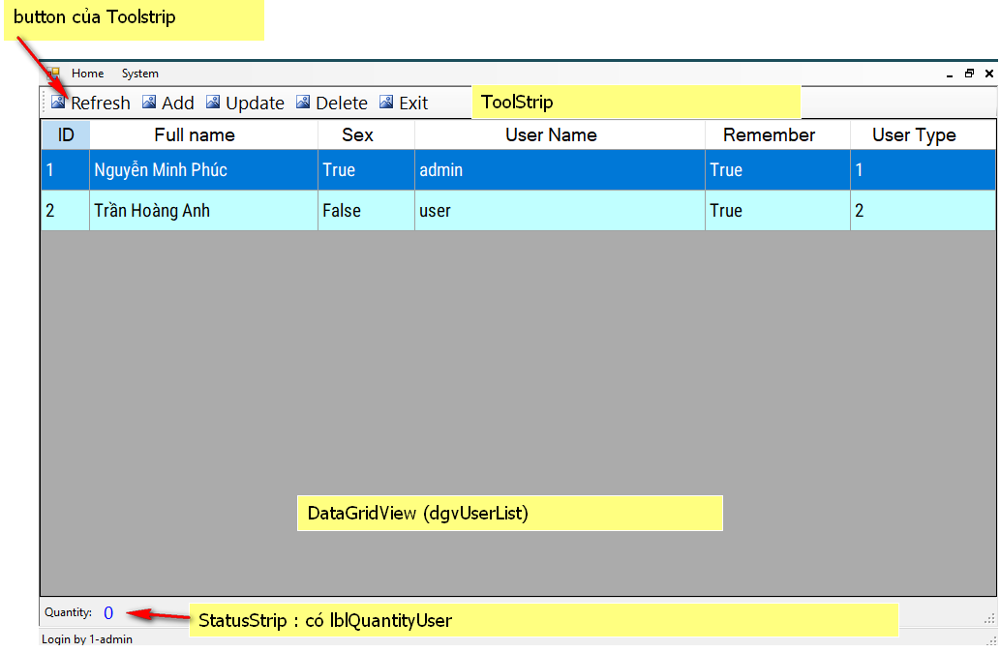 button của Toolstrip
Home System
Refresh Add Update Delete Exit
ToolStrip
ID Full name Sex User Name Remember User Type
1 Nguyễn Minh Phúc True admin True 1
2 Trần Hoàng Anh False user True 2
DataGridView (dgvUserList)
Quantity: 0
StatusStrip : có lblQuantityUser
Login by 1-admin